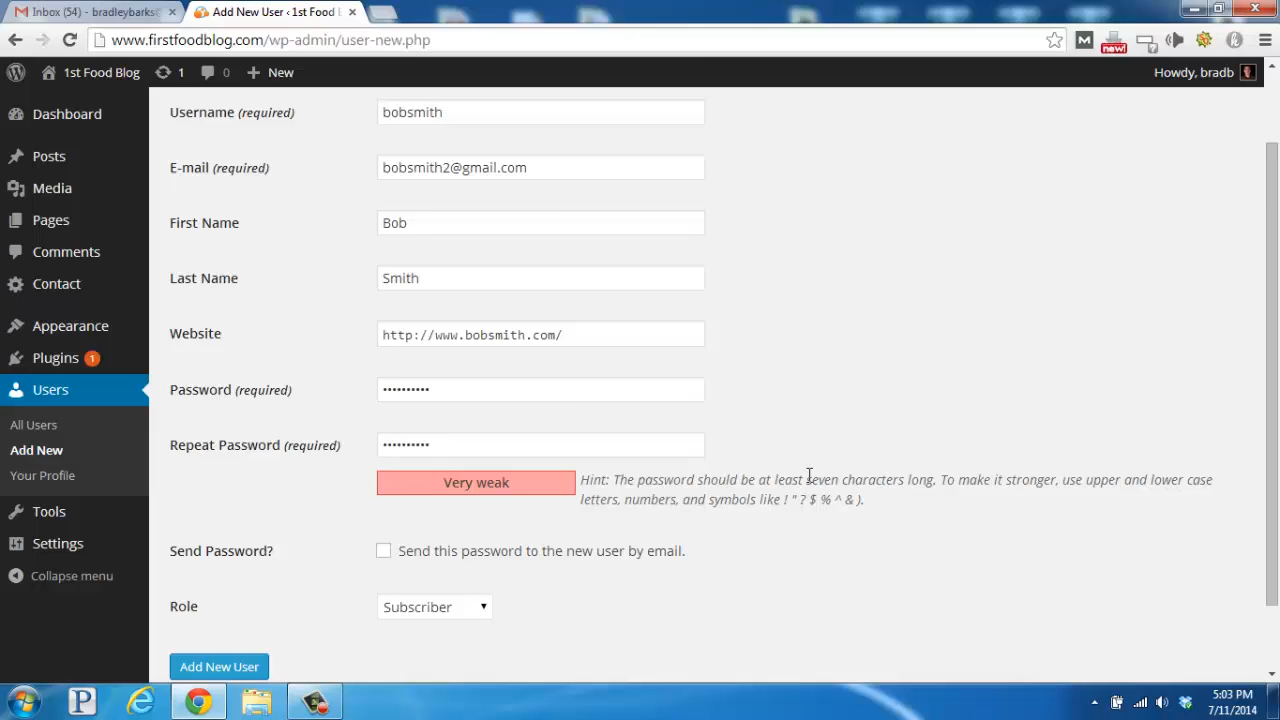 Inbox (54) - bradleybarks@
Add New User ‹ 1st Food B
www.firstfoodblog.com/wp-admin/user-new.php
M
new!
1st Food Blog
1
0
New
Howdy, bradb
Dashboard
Posts
Media
Pages
Comments
Contact
Appearance
Plugins 1
Users
All Users
Add New
Your Profile
Tools
Settings
Collapse menu
Username (required)
bobsmith
E-mail (required)
bobsmith2@gmail.com
First Name
Bob
Last Name
Smith
Website
http://www.bobsmith.com/
Password (required)
••••••••••
Repeat Password (required)
••••••••••
Very weak
Hint: The password should be at least seven characters long. To make it stronger, use upper and lower case
letters, numbers, and symbols like ! " ? $ % ^ & ).
Send Password?
Send this password to the new user by email.
Role
Subscriber
Add New User
P
5:03 PM
7/11/2014